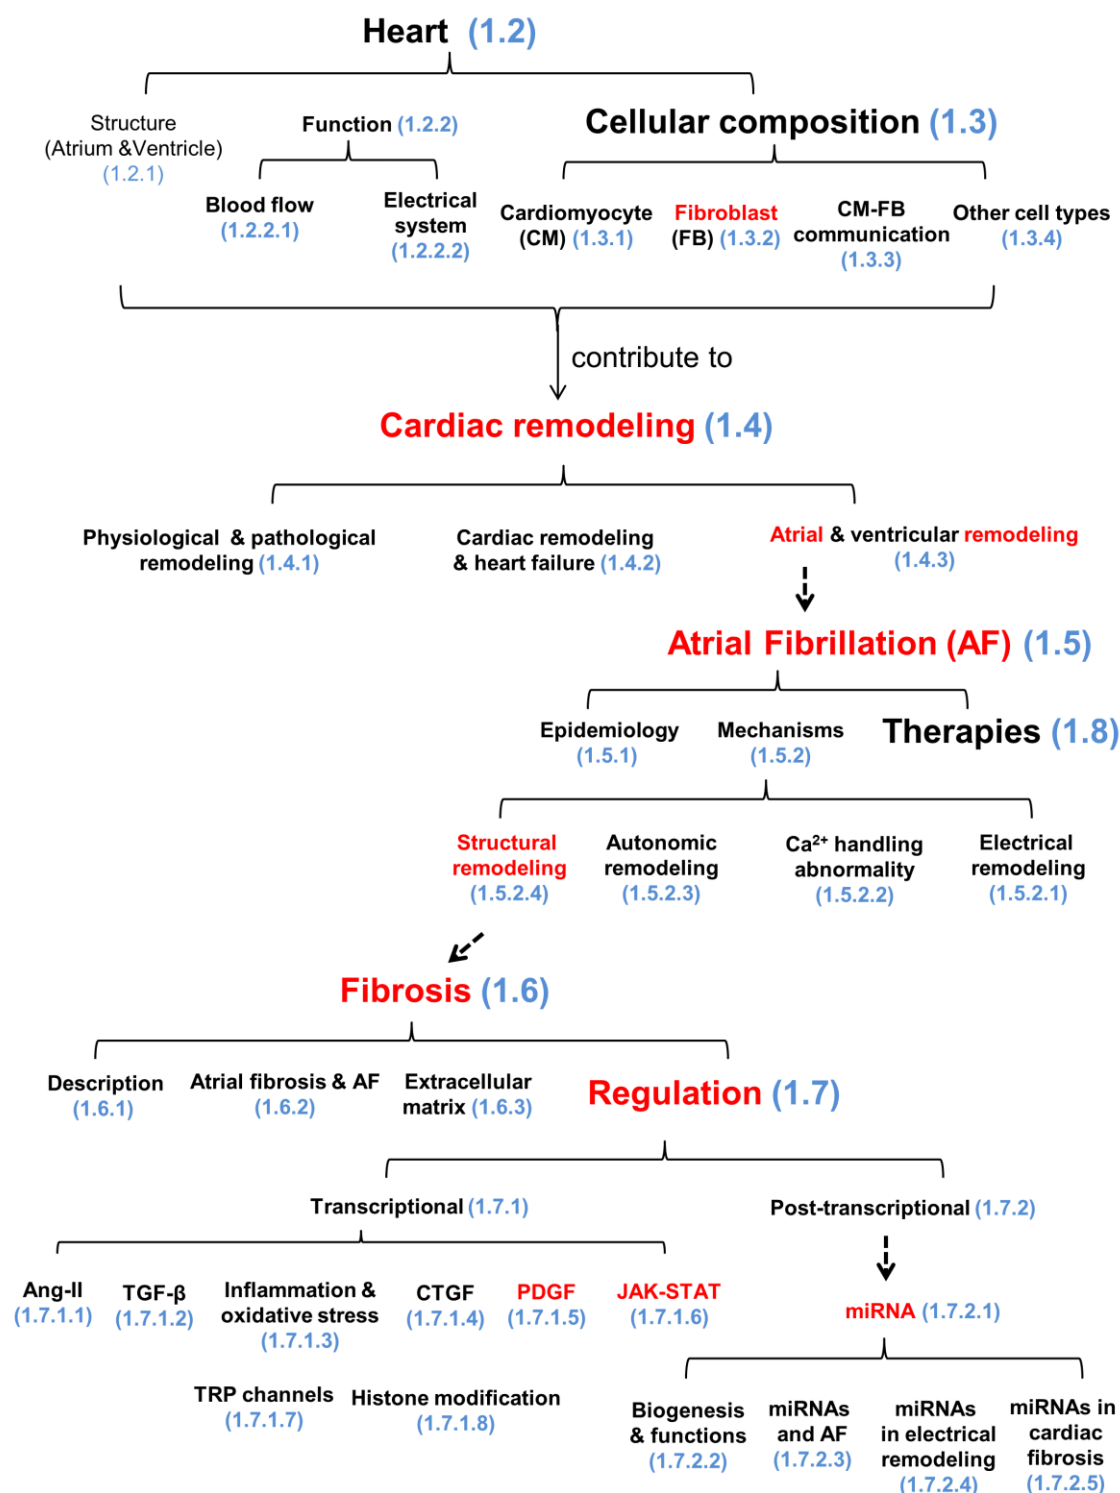 Heart (1.2)
Structure
(Atrium &Ventricle)
(1.2.1)
Function (1.2.2)
Cellular composition (1.3)
Blood flow
(1.2.2.1)
Electrical
system
(1.2.2.2)
Cardiomyocyte
(CM) (1.3.1)
Fibroblast
(FB) (1.3.2)
CM-FB
communication
(1.3.3)
Other cell types
(1.3.4)
contribute to
Cardiac remodeling (1.4)
Physiological & pathological
remodeling (1.4.1)
Cardiac remodeling
& heart failure (1.4.2)
Atrial & ventricular remodeling
(1.4.3)
Atrial Fibrillation (AF) (1.5)
Epidemiology
(1.5.1)
Mechanisms
(1.5.2)
Therapies (1.8)
Structural
remodeling
(1.5.2.4)
Autonomic
remodeling
(1.5.2.3)
Ca²⁺ handling
abnormality
(1.5.2.2)
Electrical
remodeling
(1.5.2.1)
Fibrosis (1.6)
Description
(1.6.1)
Atrial fibrosis & AF
(1.6.2)
Extracellular
matrix (1.6.3)
Regulation (1.7)
Transcriptional (1.7.1)
Post-transcriptional (1.7.2)
Ang-II
(1.7.1.1)
TGF-β
(1.7.1.2)
Inflammation &
oxidative stress
(1.7.1.3)
CTGF
(1.7.1.4)
PDGF
(1.7.1.5)
JAK-STAT
(1.7.1.6)
miRNA (1.7.2.1)
TRP channels
(1.7.1.7)
Histone modification
(1.7.1.8)
Biogenesis
& functions
(1.7.2.2)
miRNAs
and AF
(1.7.2.3)
miRNAs
in electrical
remodeling
(1.7.2.4)
miRNAs in
cardiac
fibrosis
(1.7.2.5)